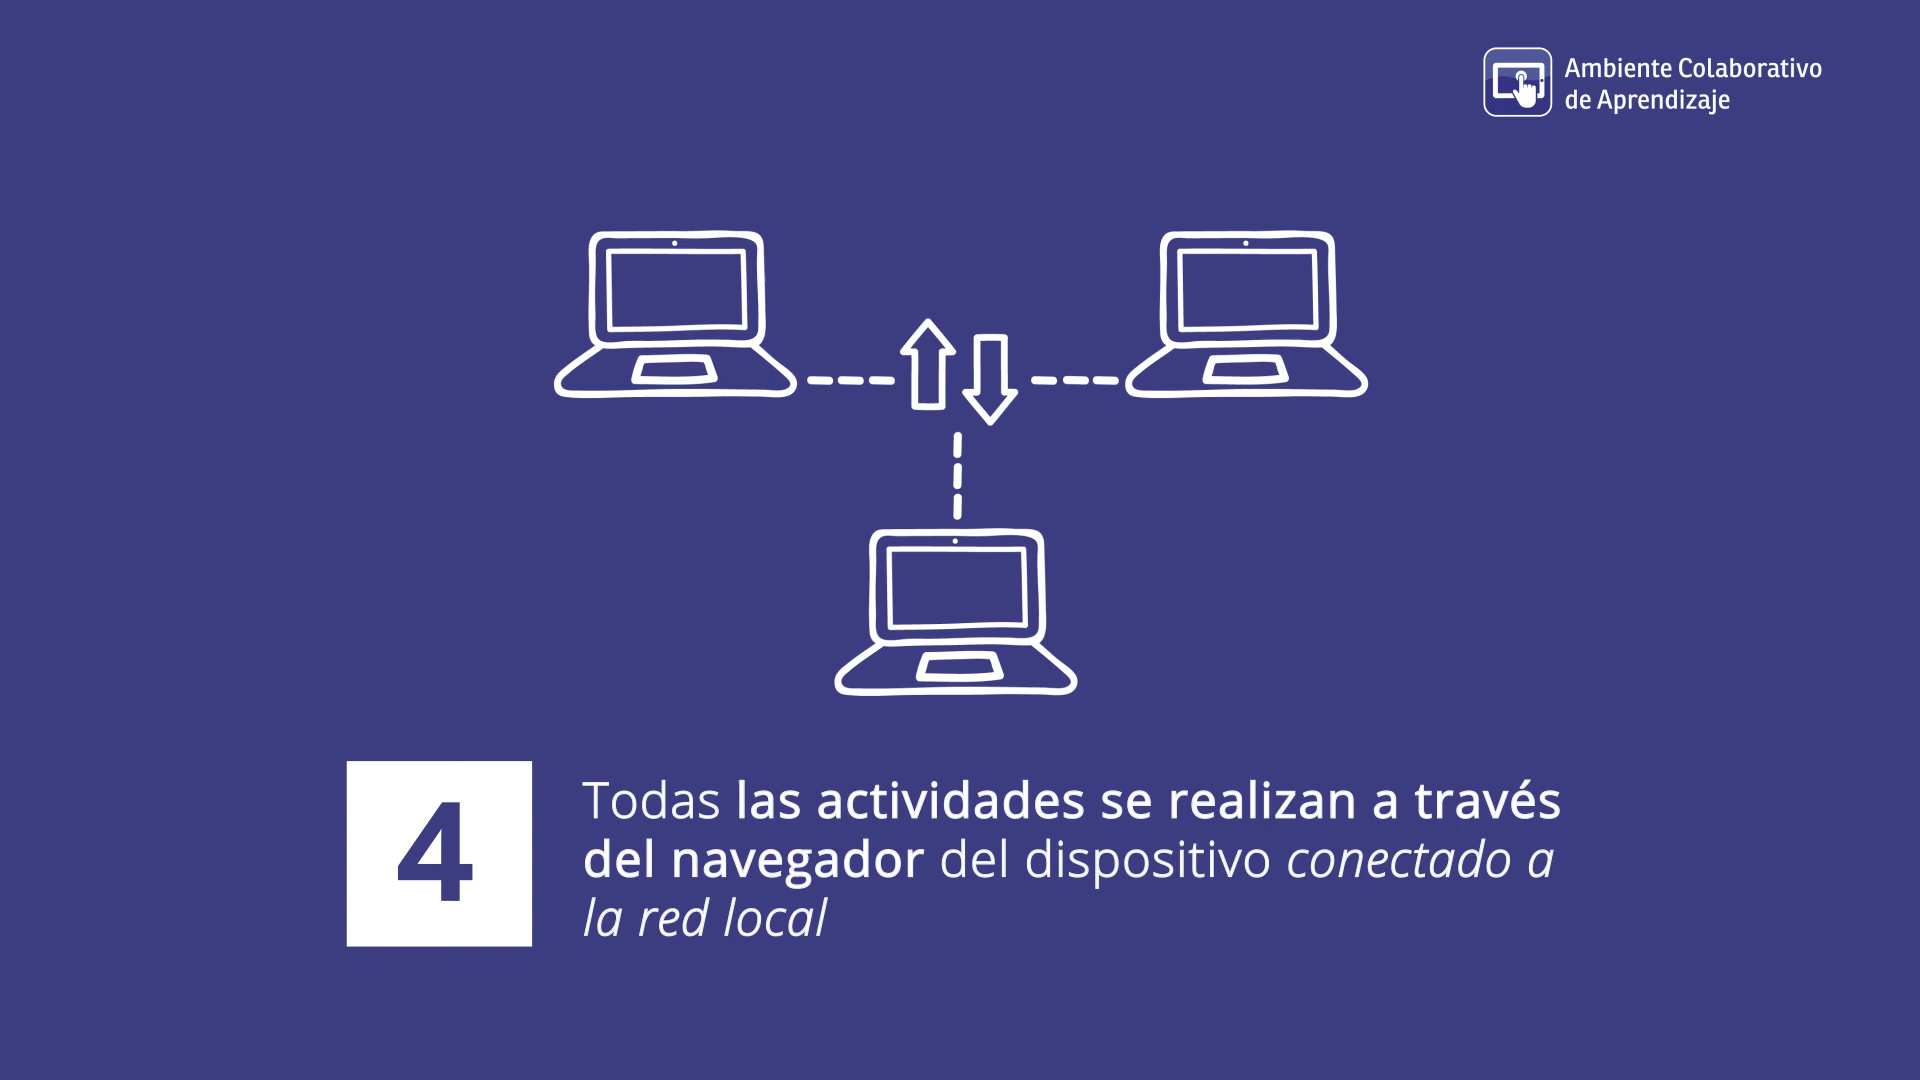 Ambiente Colaborativo
de Aprendizaje
4
Todas las actividades se realizan a través
del navegador del dispositivo conectado a
la red local